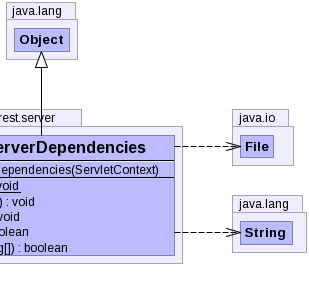 java.lang
Object
rest.server
erverDependencies
ependencies(ServletContext)
void
) : void
void
olean
g[]) : boolean
java.io
File
java.lang
String